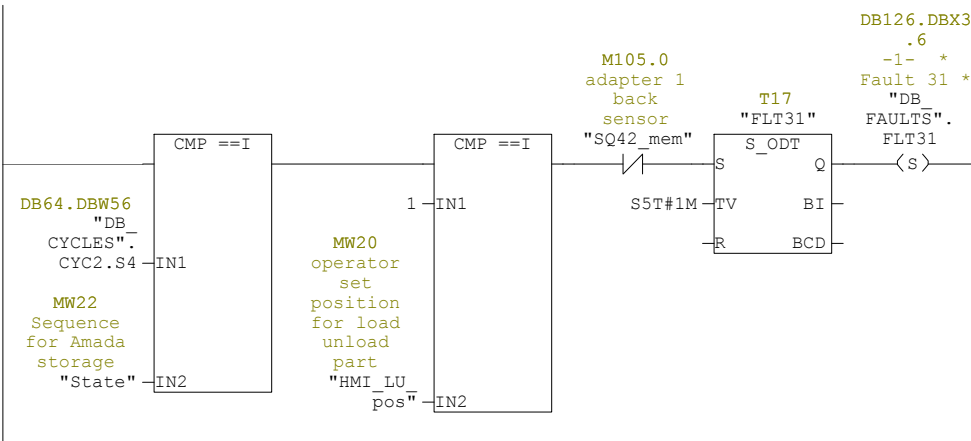 DB126.DBX3
.6
-1-  *
Fault 31 *
"DB_
FAULTS".
FLT31
(S)
M105.0
adapter 1
back
sensor
"SQ42_mem"
T17
"FLT31"
S_ODT
S
Q
S5T#1M
TV
BI
R
BCD
CMP ==I
DB64.DBW56
"DB_
CYCLES".
CYC2.S4
IN1
MW22
Sequence
for Amada
storage
"State"
IN2
CMP ==I
1
IN1
MW20
operator
set
position
for load
unload
part
"HMI_LU_
pos"
IN2